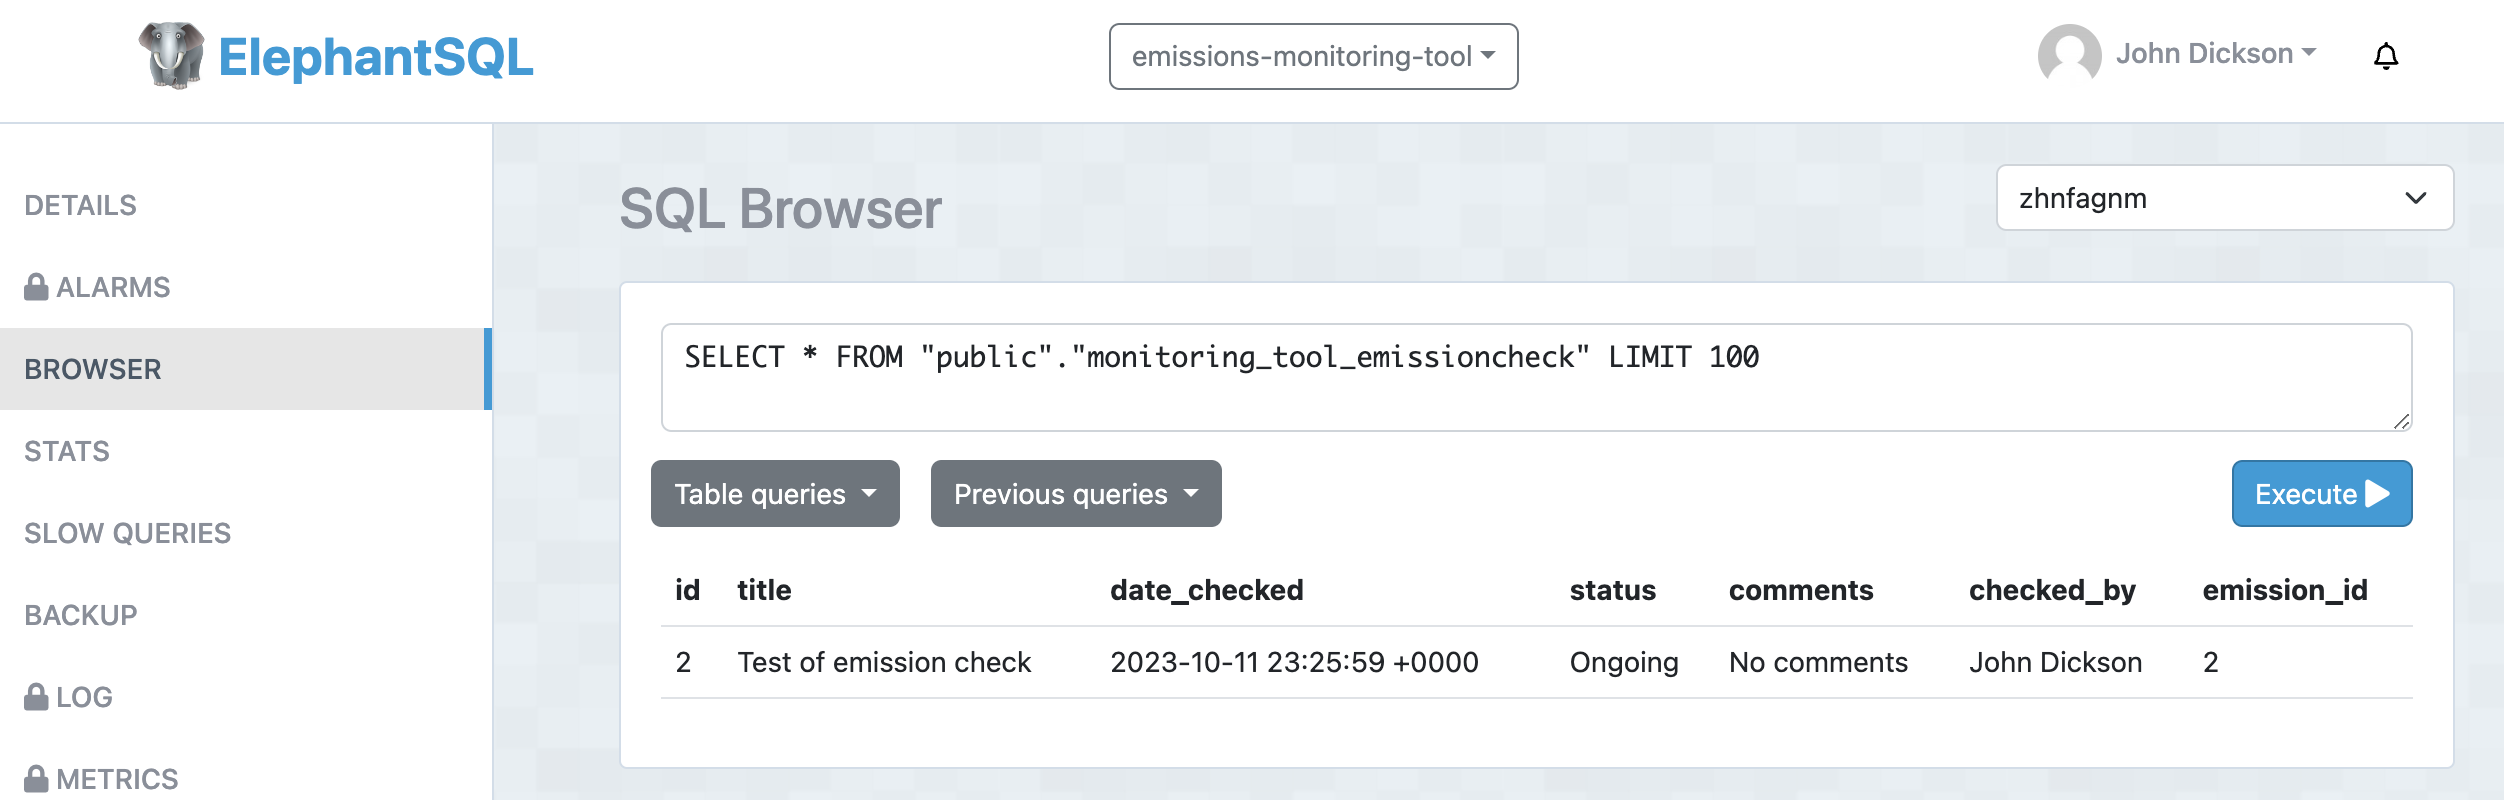 ElephantSQL
emissions-monitoring-tool
John Dickson
DETAILS
ALARMS
BROWSER
STATS
SLOW QUERIES
BACKUP
LOG
METRICS
SQL Browser
zhnfagnm
SELECT * FROM "public"."monitoring_tool_emissioncheck" LIMIT 100
Table queries Previous queries Execute
id title date_checked status comments checked_by emission_id
2 Test of emission check 2023-10-11 23:25:59 +0000 Ongoing No comments John Dickson 2